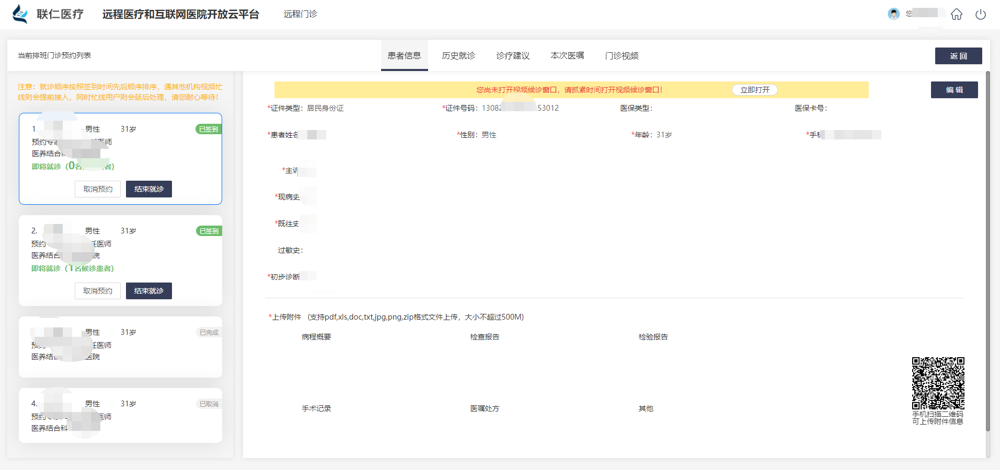 联仁医疗 远程医疗和互联网医院开放云平台 远程门诊 您
当前排班门诊预约列表
患者信息 历史就诊 诊疗建议 本次医嘱 门诊视频 返 回
注意：就诊顺序按照签到时间先后顺序排序，遇其他机构视频忙
线则会提前接入，同时忙线用户则会延后处理，请您耐心等待！
1 男性 31岁 已签到
预约专家 医师
医养结合科
即将就诊（0名 者）
取消预约 结束就诊
2. 男性 31岁 已签到
预约 任医师
医养结合 院
即将就诊（1名候诊患者）
取消预约 结束就诊
男性 31岁 已完成
预约 任医师
医养结合 医院
4. 男性 31岁 已取消
预约专家 医师
医养结合科
您尚未打开视频候诊窗口，请抓紧时间打开视频候诊窗口！ 立即打开 编 辑
*证件类型：居民身份证 *证件号码：13082 53012 医保类型： 医保卡号：
*患者姓名 *性别：男性 *年龄：31岁 *手机
*主诉
*现病史
*既往史
过敏史：
*初步诊断
*上传附件 (支持pdf,xls,doc,txt,jpg,png,zip格式文件上传，大小不超过500M)
病程概要 检查报告 检验报告
手术记录 医嘱处方 其他
手机扫描二维码
可上传附件信息